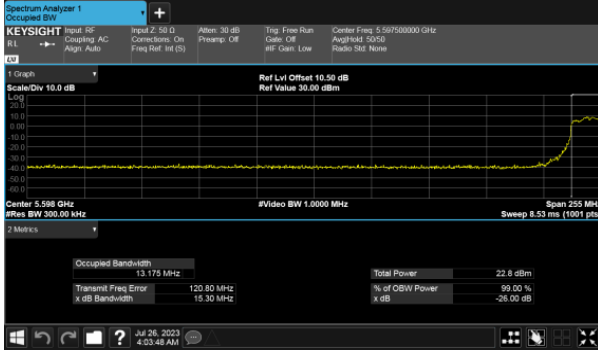 Spectrum Analyzer 1
Occupied BW
+
KEYSIGHT Input: RF Input Z: 50 Ω Atten: 30 dB Trig: Free Run Center Freq: 5.597500000 GHz
RL Coupling: AC Corrections: On Preamp: Off Gate: Off Avg|Hold: 50/50
Align: Auto Freq Ref: Int (S) #IF Gain: Low Radio Std: None
LXI
1 Graph
Ref Lvl Offset 10.50 dB
Scale/Div 10.0 dB Ref Value 30.00 dBm
Log
20.0
10.0
0.00
-10.0
-20.0
-30.0
-40.0
-50.0
-60.0
Center 5.598 GHz #Video BW 1.0000 MHz Span 255 MHz
#Res BW 300.00 kHz Sweep 8.53 ms (1001 pts)
2 Metrics
Occupied Bandwidth
13.175 MHz Total Power 22.8 dBm
Transmit Freq Error 120.80 MHz % of OBW Power 99.00 %
x dB Bandwidth 15.30 MHz x dB -26.00 dB
? Jul 26, 2023
4:03:48 AM